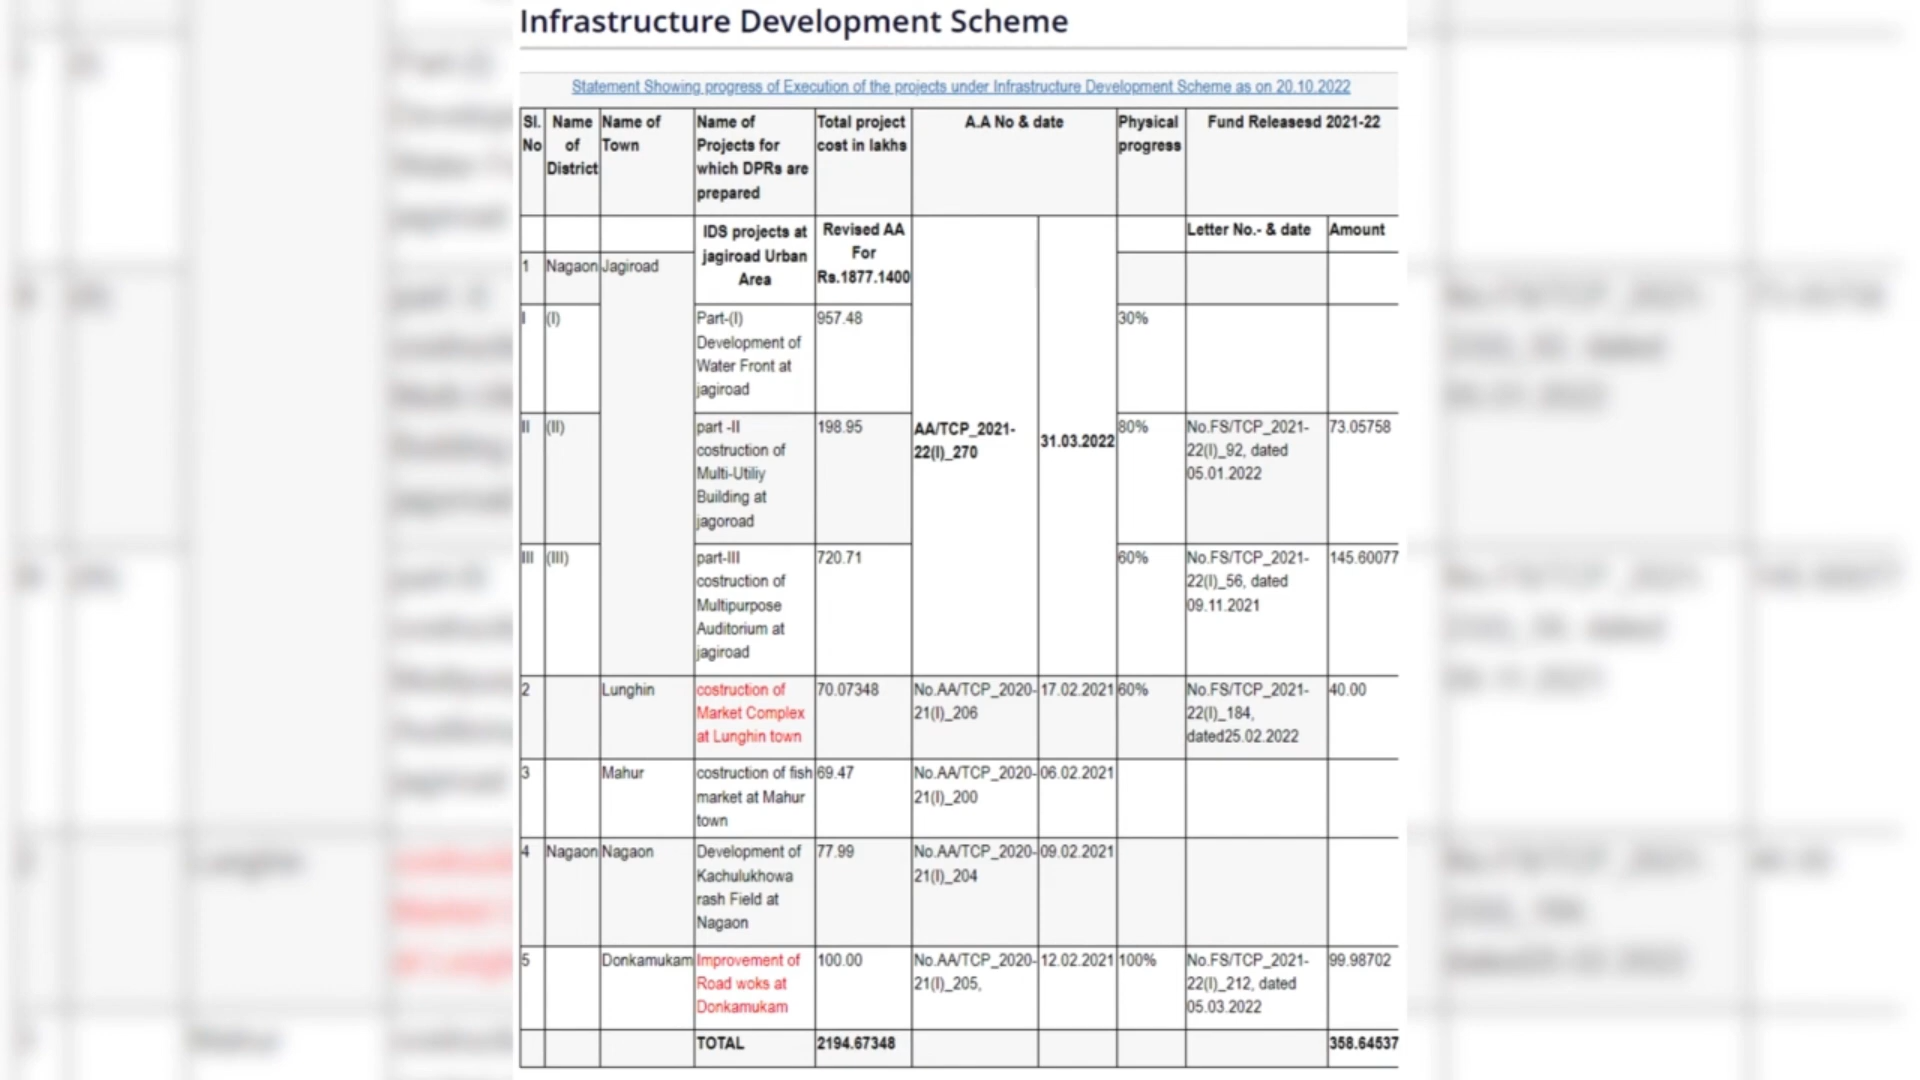 Infrastructure Development Scheme
Statement Showing progress of Execution of the projects under Infrastructure Development Scheme as on 20.10.2022
Sl. No Name of District Name of Town Name of Projects for which DPRs are prepared Total project cost in lakhs A.A No & date Physical progress Fund Releasesd 2021-22
IDS projects at jagiroad Urban Area Revised AA For Rs.1877.1400 Letter No.- & date Amount
1 Nagaon Jagiroad
I (I) Part-(I) Development of Water Front at jagiroad 957.48 30%
II (II) part -II costruction of Multi-Utiliy Building at jagoroad 198.95 AA/TCP_2021-22(I)_270 31.03.2022 80% No.FS/TCP_2021-22(I)_92, dated 05.01.2022 73.05758
III (III) part-III costruction of Multipurpose Auditorium at jagiroad 720.71 60% No.FS/TCP_2021-22(I)_56, dated 09.11.2021 145.60077
2 Lunghin costruction of Market Complex at Lunghin town 70.07348 No.AA/TCP_2020-21(I)_206 17.02.2021 60% No.FS/TCP_2021-22(I)_184, dated25.02.2022 40.00
3 Mahur costruction of fish market at Mahur town 69.47 No.AA/TCP_2020-21(I)_200 06.02.2021
4 Nagaon Nagaon Development of Kachulukhowa rash Field at Nagaon 77.99 No.AA/TCP_2020-21(I)_204 09.02.2021
5 Donkamukam Improvement of Road woks at Donkamukam 100.00 No.AA/TCP_2020-21(I)_205, 12.02.2021 100% No.FS/TCP_2021-22(I)_212, dated 05.03.2022 99.98702
TOTAL 2194.67348 358.64537